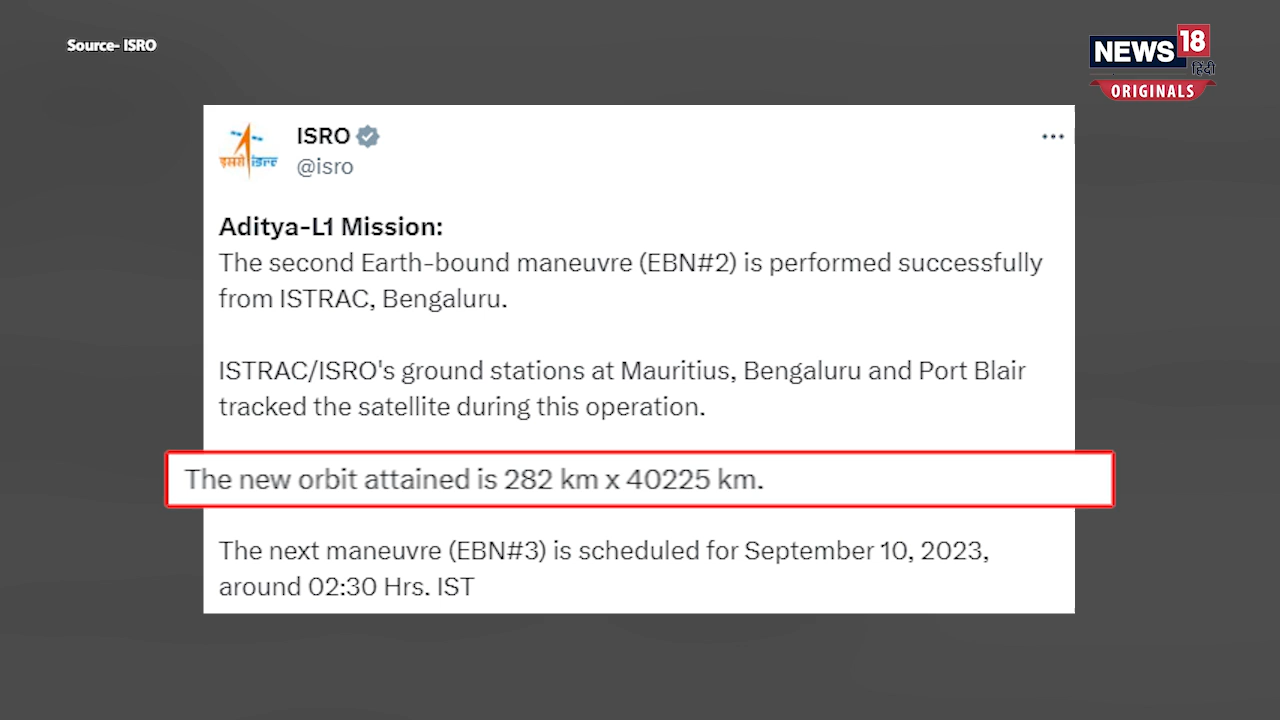 Source- ISRO
NEWS 18
हिंदी
ORIGINALS
इसरो isro
ISRO
@isro
Aditya-L1 Mission:
The second Earth-bound maneuvre (EBN#2) is performed successfully
from ISTRAC, Bengaluru.
ISTRAC/ISRO's ground stations at Mauritius, Bengaluru and Port Blair
tracked the satellite during this operation.
The new orbit attained is 282 km x 40225 km.
The next maneuvre (EBN#3) is scheduled for September 10, 2023,
around 02:30 Hrs. IST